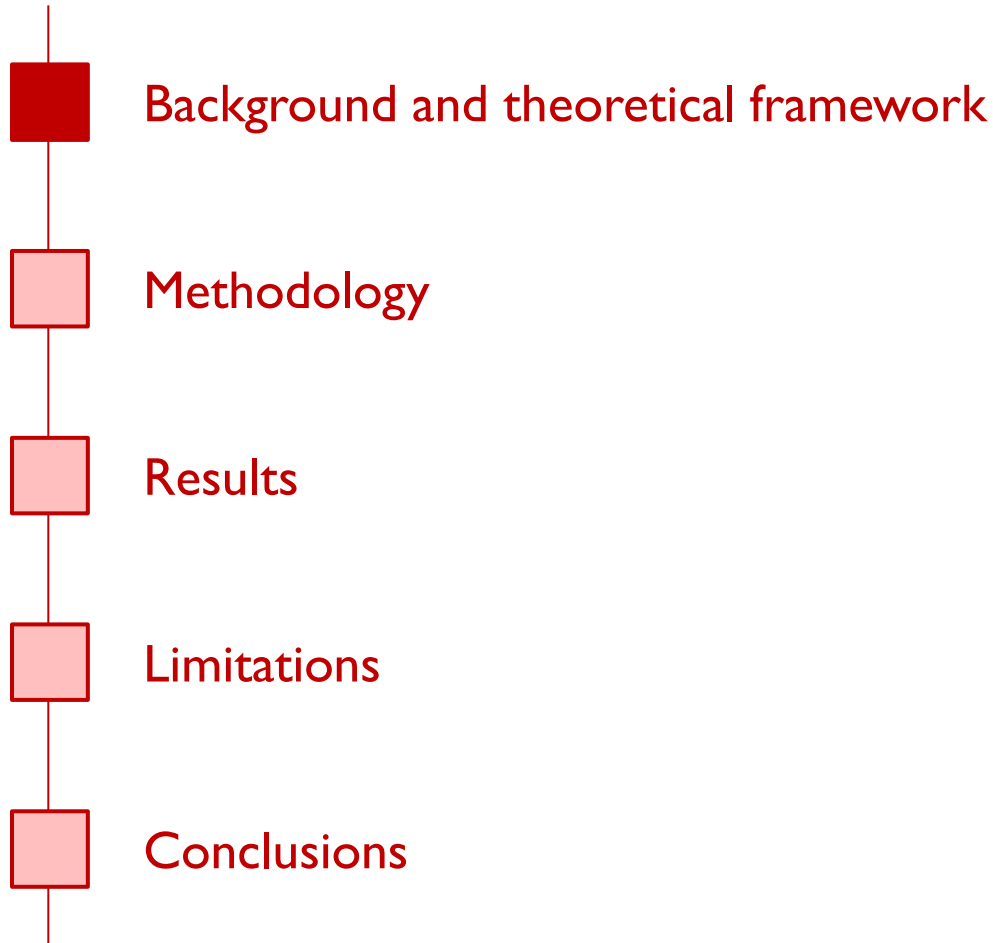 Background and theoretical framework
Methodology
Results
Limitations
Conclusions